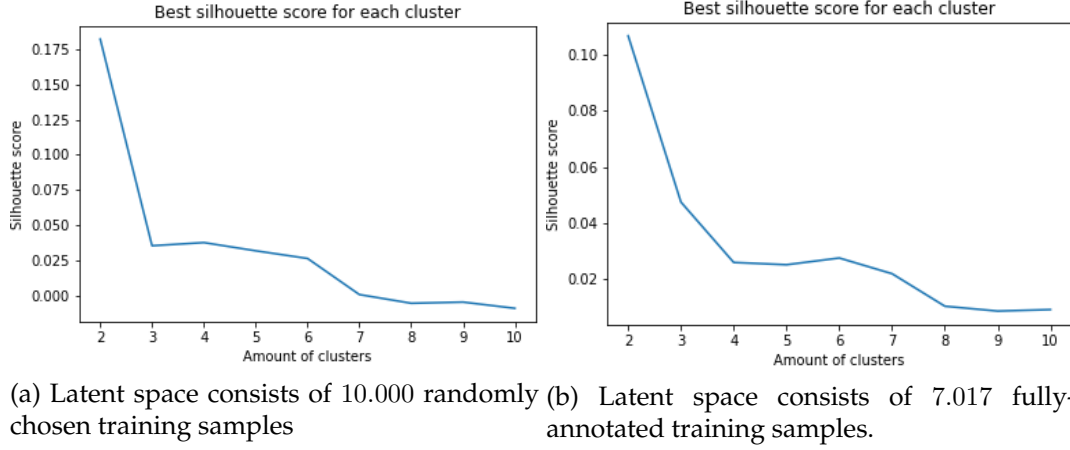 Best silhouette score for each cluster
0.175
0.150
0.125
0.100
0.075
0.050
0.025
0.000
Silhouette score
2 3 4 5 6 7 8 9 10
Amount of clusters
(a) Latent space consists of 10.000 randomly
chosen training samples
Best silhouette score for each cluster
0.10
0.08
0.06
0.04
0.02
Silhouette score
2 3 4 5 6 7 8 9 10
Amount of clusters
(b) Latent space consists of 7.017 fully-
annotated training samples.